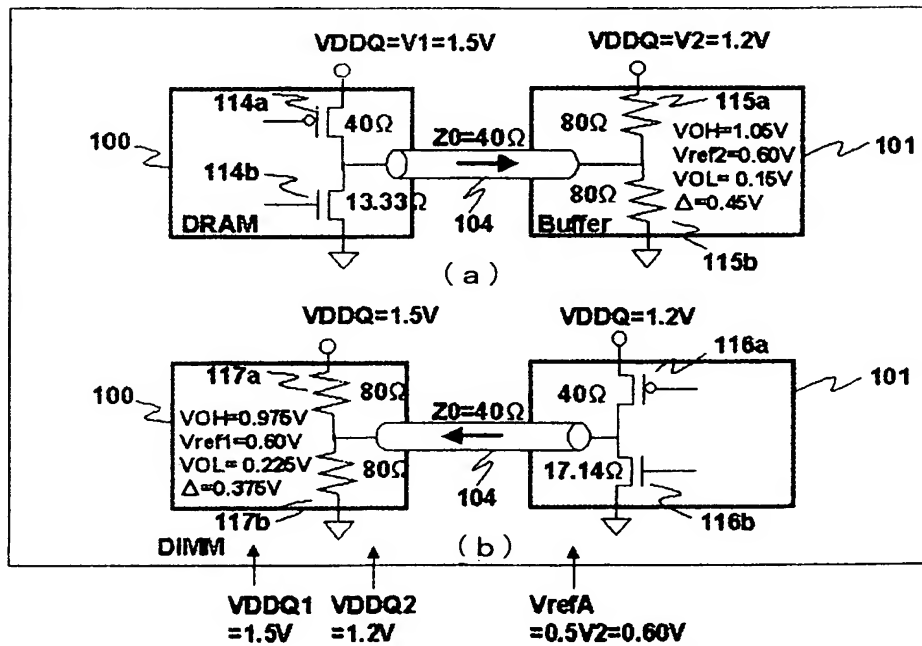 VDDQ=V1=1.5V
VDDQ=V2=1.2V
114a
40Ω
Z0=40Ω
80Ω
115a
100
101
VOH=1.05V
Vref2=0.60V
VOL= 0.15V
Δ=0.45V
114b
13.33Ω
80Ω
DRAM
104
Buffer
115b
(a)
VDDQ=1.5V
VDDQ=1.2V
117a
116a
100
101
80Ω
Z0=40Ω
40Ω
VOH=0.975V
Vref1=0.60V
VOL= 0.225V
Δ=0.375V
80Ω
17.14Ω
104
117b
116b
DIMM
(b)
VDDQ1
=1.5V
VDDQ2
=1.2V
VrefA
=0.5V2=0.60V